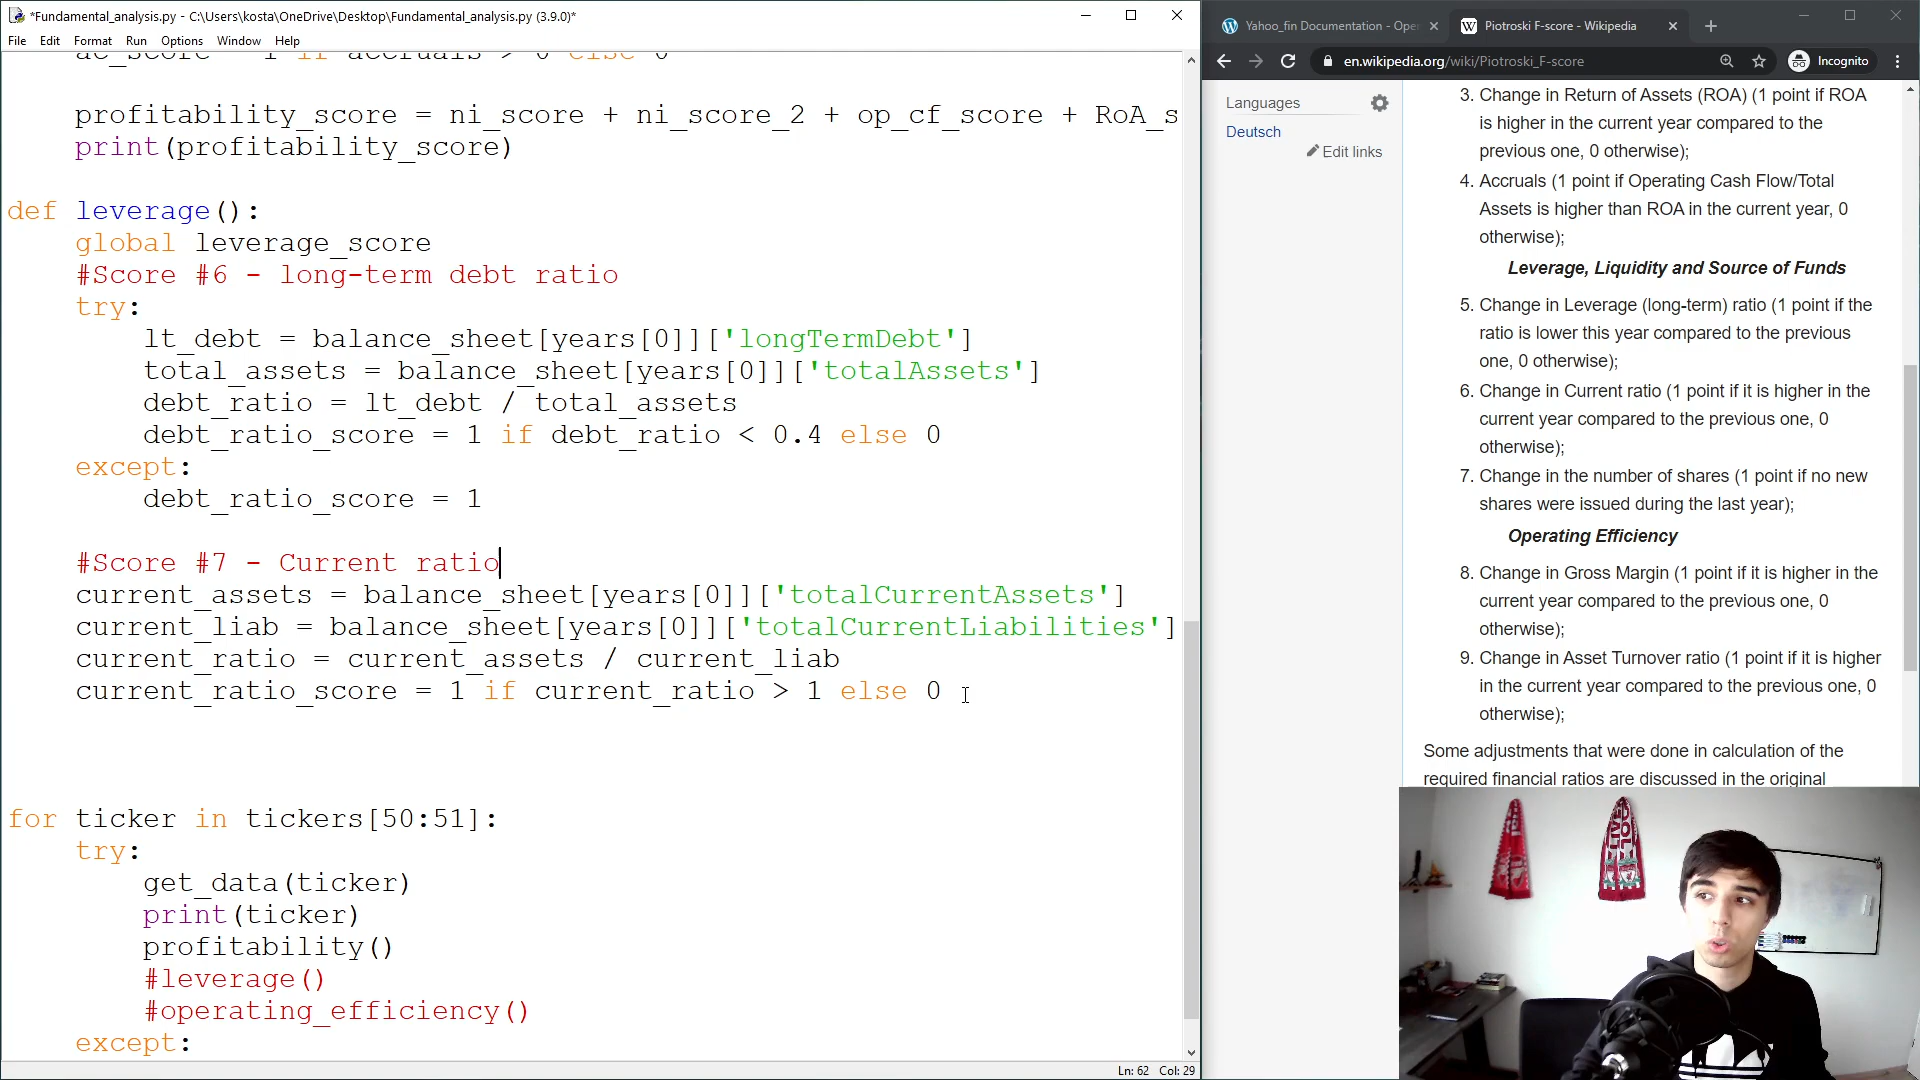 *Fundamental_analysis.py - C:\Users\kosta\OneDrive\Desktop\Fundamental_analysis.py (3.9.0)*
File Edit Format Run Options Window Help
profitability_score = ni_score + ni_score_2 + op_cf_score + RoA_s
print(profitability_score)
def leverage():
global leverage_score
#Score #6 - long-term debt ratio
try:
lt_debt = balance_sheet[years[0]]['longTermDebt']
total_assets = balance_sheet[years[0]]['totalAssets']
debt_ratio = lt_debt / total_assets
debt_ratio_score = 1 if debt_ratio < 0.4 else 0
except:
debt_ratio_score = 1
#Score #7 - Current ratio
current_assets = balance_sheet[years[0]]['totalCurrentAssets']
current_liab = balance_sheet[years[0]]['totalCurrentLiabilities']
current_ratio = current_assets / current_liab
current_ratio_score = 1 if current_ratio > 1 else 0
for ticker in tickers[50:51]:
try:
get_data(ticker)
print(ticker)
profitability()
#leverage()
#operating_efficiency()
except:
Ln: 62 Col: 29
Yahoo_fin Documentation - Ope
Piotroski F-score - Wikipedia
en.wikipedia.org/wiki/Piotroski_F-score
Incognito
Languages
Deutsch
Edit links
3. Change in Return of Assets (ROA) (1 point if ROA
is higher in the current year compared to the
previous one, 0 otherwise);
4. Accruals (1 point if Operating Cash Flow/Total
Assets is higher than ROA in the current year, 0
otherwise);
Leverage, Liquidity and Source of Funds
5. Change in Leverage (long-term) ratio (1 point if the
ratio is lower this year compared to the previous
one, 0 otherwise);
6. Change in Current ratio (1 point if it is higher in the
current year compared to the previous one, 0
otherwise);
7. Change in the number of shares (1 point if no new
shares were issued during the last year);
Operating Efficiency
8. Change in Gross Margin (1 point if it is higher in the
current year compared to the previous one, 0
otherwise);
9. Change in Asset Turnover ratio (1 point if it is higher
in the current year compared to the previous one, 0
otherwise);
Some adjustments that were done in calculation of the
required financial ratios are discussed in the original